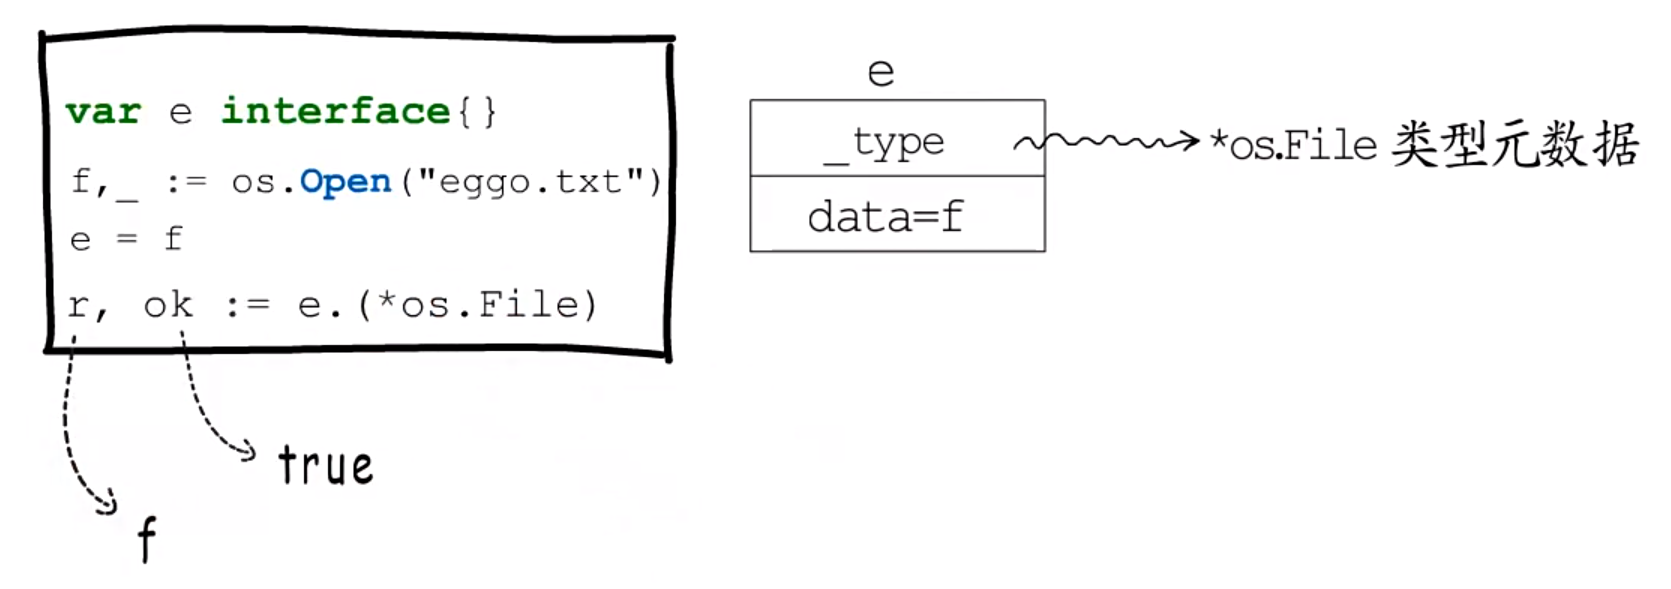 var e interface{}
f,_ := os.Open("eggo.txt")
e = f
r, ok := e.(*os.File)
true
f
e
_type
*os.File 类型元数据
data=f